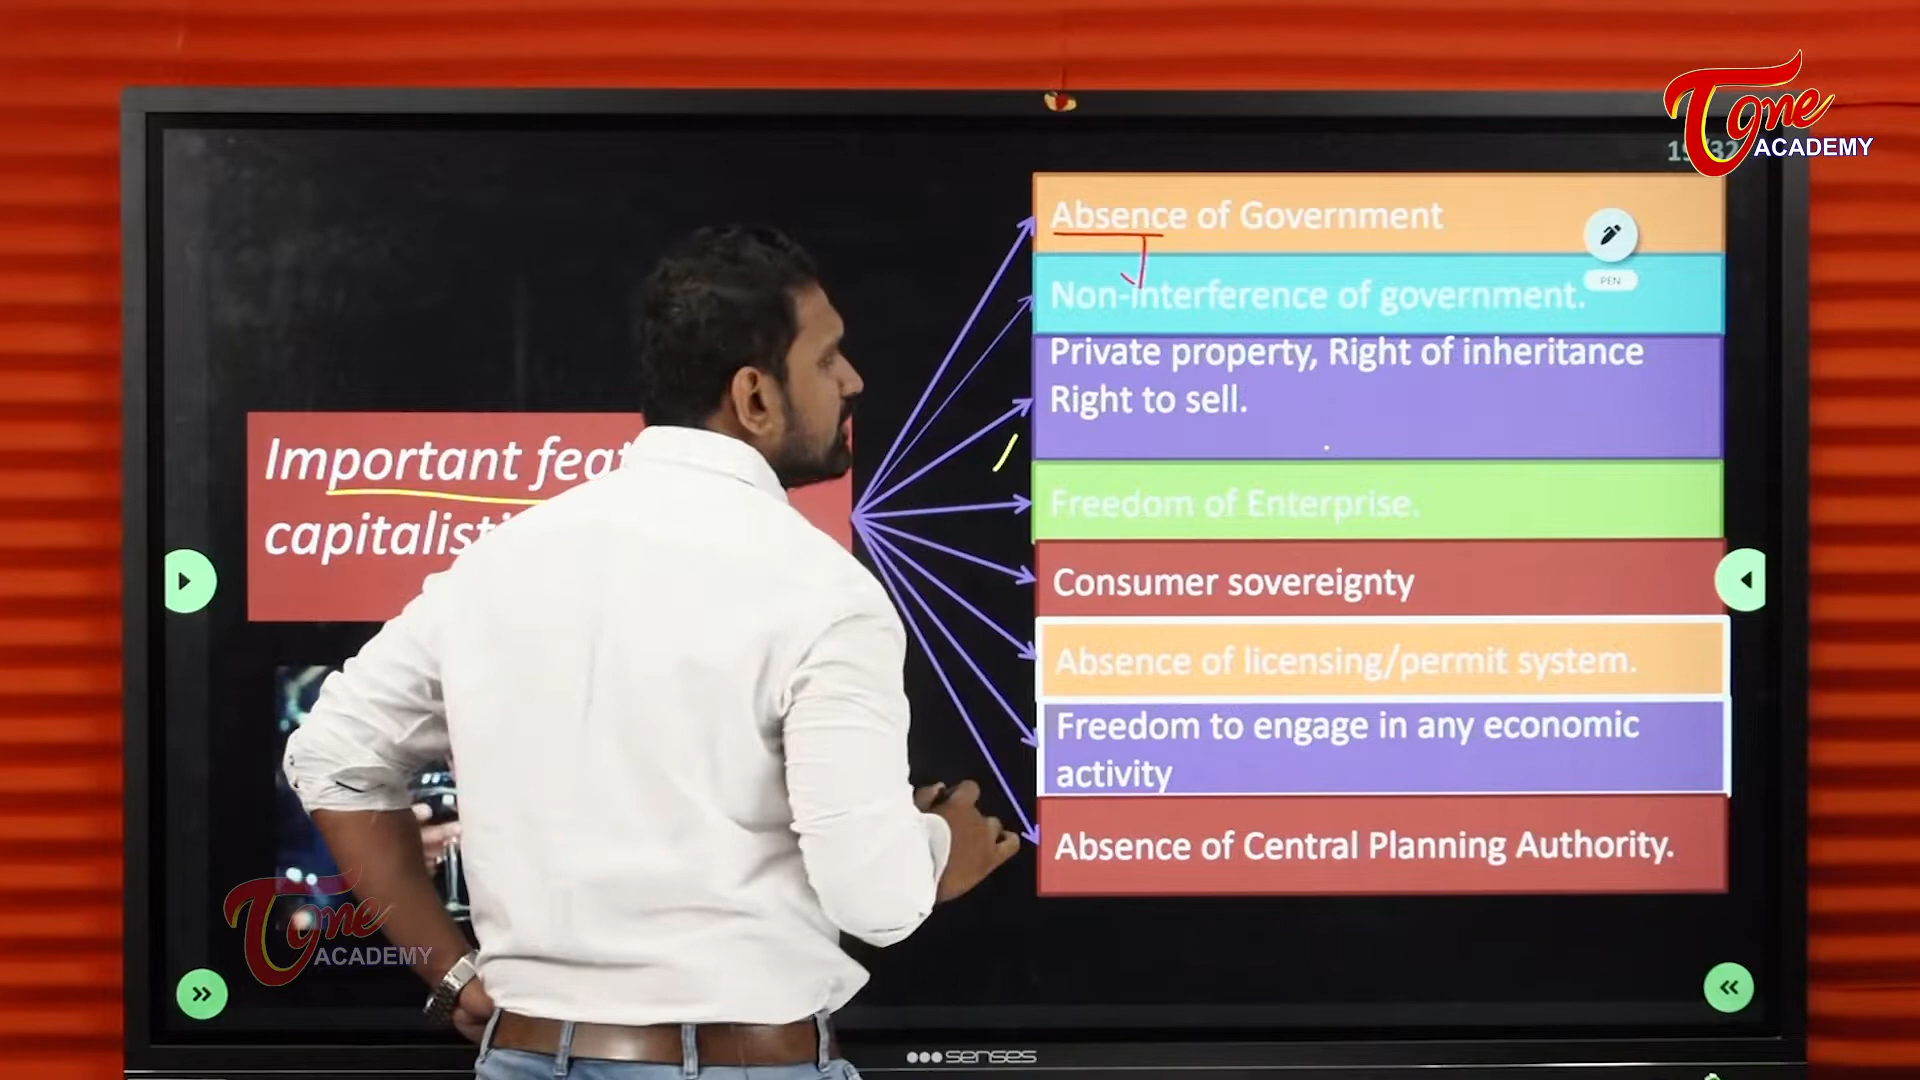 Tone
ACADEMY
Absence of Government
PEN
Non-interference of government.
Private property, Right of inheritance
Right to sell.
Important
capitalist
Freedom of Enterprise.
Consumer sovereignty
Absence of licensing/permit system.
Freedom to engage in any economic
activity
Absence of Central Planning Authority.
Tone
ACADEMY
senses